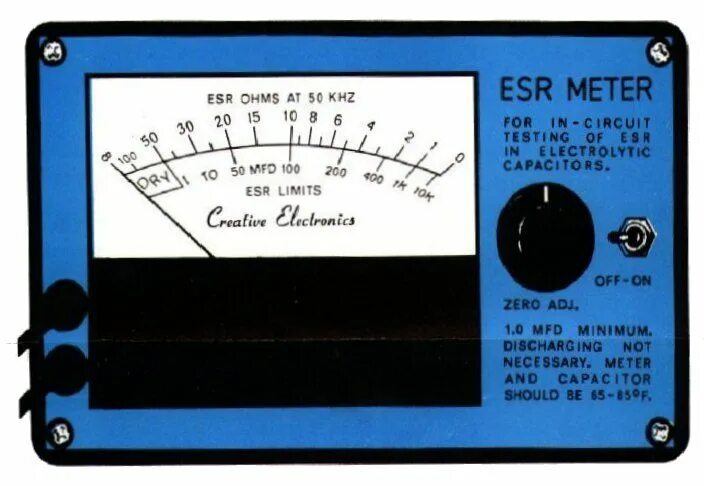 ESR METER
FOR IN-CIRCUIT
TESTING OF ESR
IN ELECTROLYTIC
CAPACITORS.
ESR OHMS AT 50 KHZ
∞ 100 50 30 20 15 10 8 6 4 2 1 0
DRY 1 TO 50 MFD 100 200 400 1K 10K
ESR LIMITS
Creative Electronics
OFF-ON
ZERO ADJ.
1.0 MFD MINIMUM.
DISCHARGING NOT
NECESSARY. METER
AND CAPACITOR
SHOULD BE 65-85ºF.